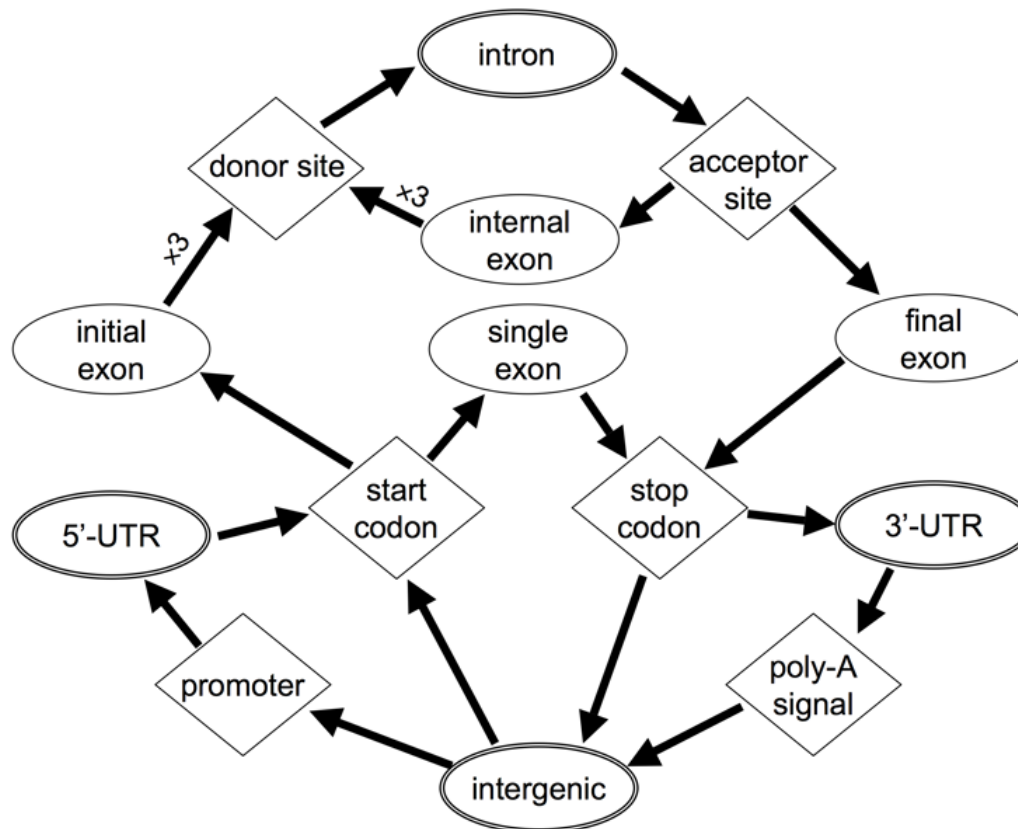 intron
donor site
acceptor
site
×3
internal
exon
×3
initial
exon
single
exon
final
exon
start
codon
stop
codon
5’-UTR
3’-UTR
promoter
poly-A
signal
intergenic